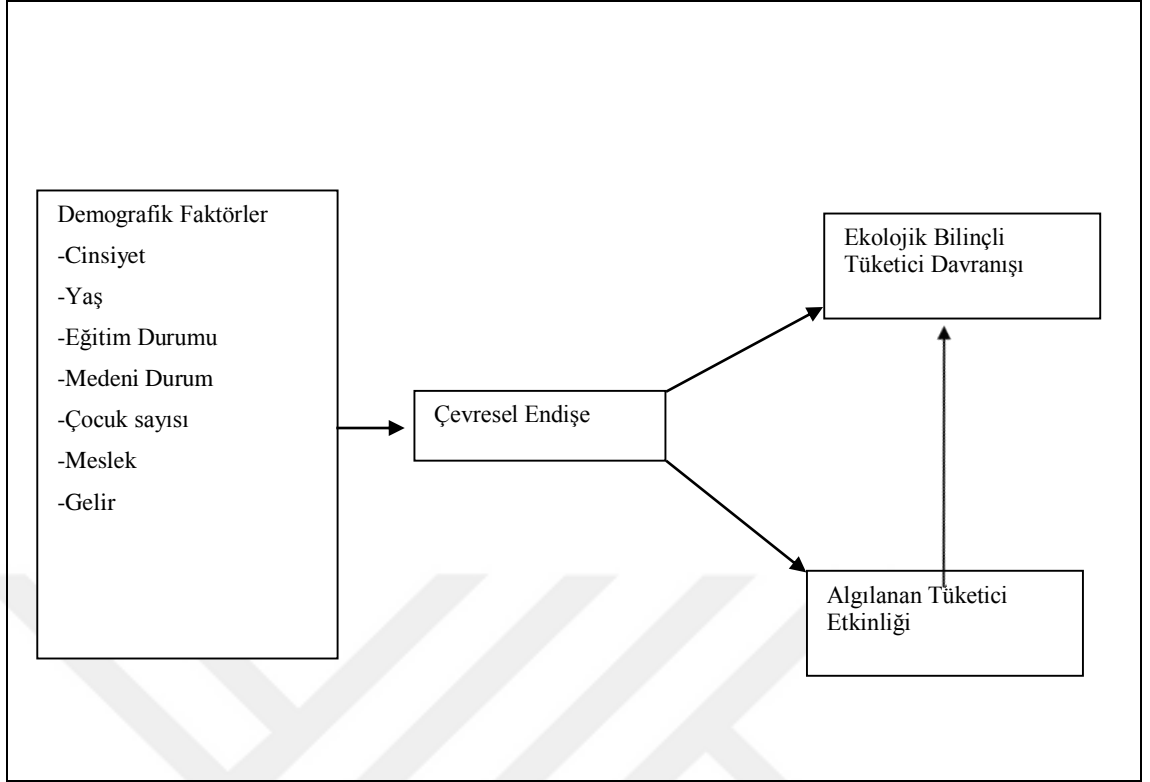 Demografik Faktörler
-Cinsiyet
-Yaş
-Eğitim Durumu
-Medeni Durum
-Çocuk sayısı
-Meslek
-Gelir
Çevresel Endişe
Ekolojik Bilinçli
Tüketici Davranışı
Algılanan Tüketici
Etkinliği